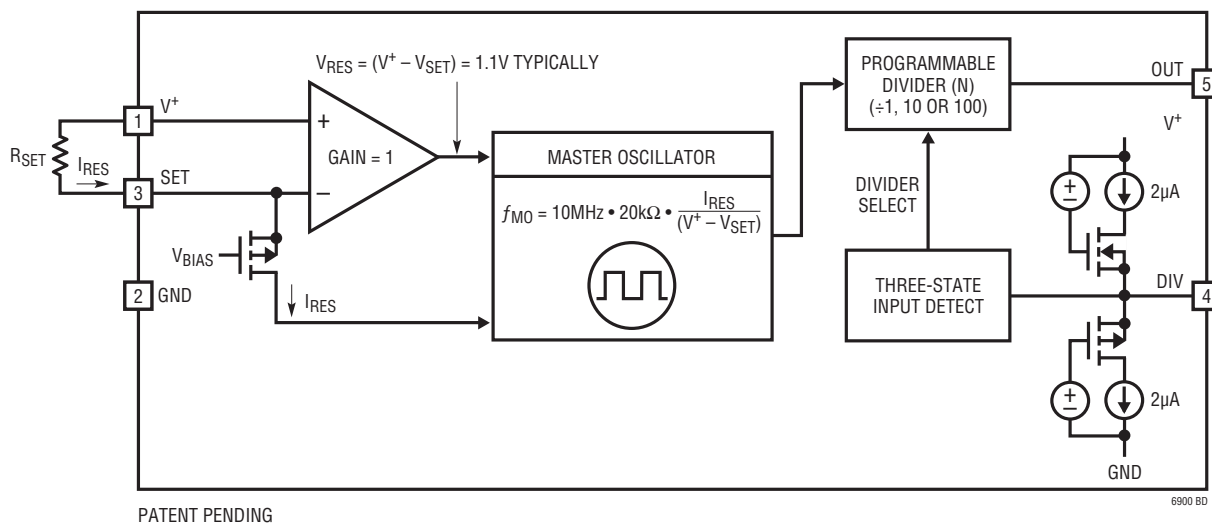 V_RES = (V⁺ – V_SET) = 1.1V TYPICALLY
1
V⁺
+
GAIN = 1
–
R_SET
I_RES
3
SET
V_BIAS
2
GND
I_RES
MASTER OSCILLATOR
ƒ_MO = 10MHz • 20kΩ • I_RES / (V⁺ – V_SET)
PROGRAMMABLE
DIVIDER (N)
(÷1, 10 OR 100)
DIVIDER
SELECT
THREE-STATE
INPUT DETECT
OUT
5
V⁺
+
–
2µA
DIV
4
+
–
2µA
GND
6900 BD
PATENT PENDING